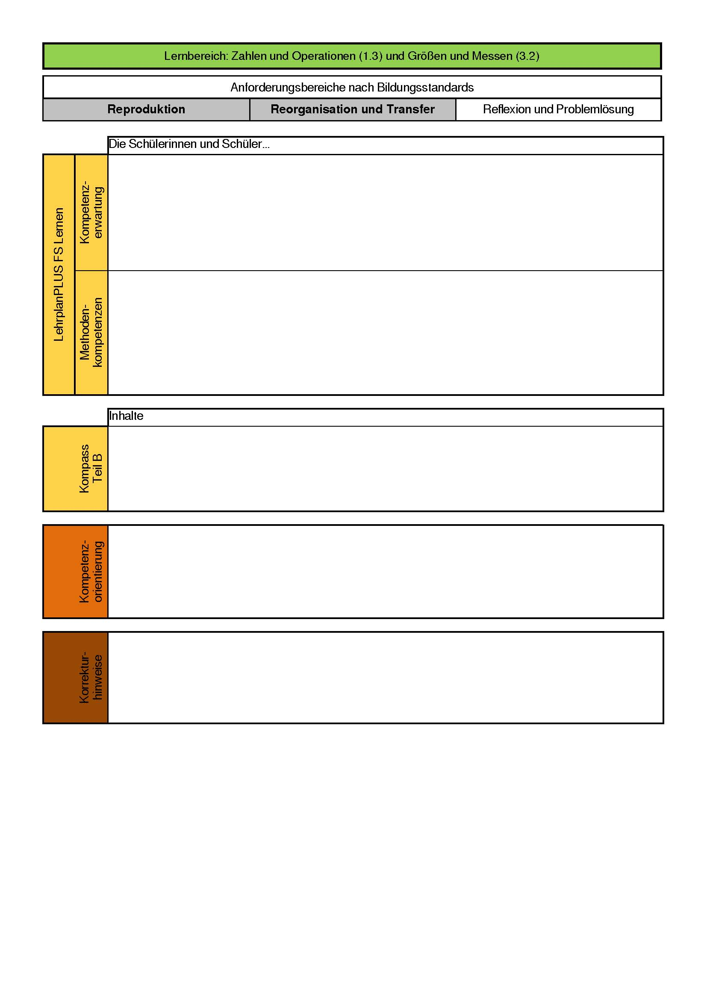 Lernbereich: Zahlen und Operationen (1.3) und Größen und Messen (3.2)
Anforderungsbereiche nach Bildungsstandards
Reproduktion
Reorganisation und Transfer
Reflexion und Problemlösung
Die Schülerinnen und Schüler...
LehrplanPLUS FS Lernen
Kompetenz-
erwartung
Methoden-
kompetenzen
Inhalte
Kompass
Teil B
Kompetenz-
orientierung
Korrektur-
hinweise